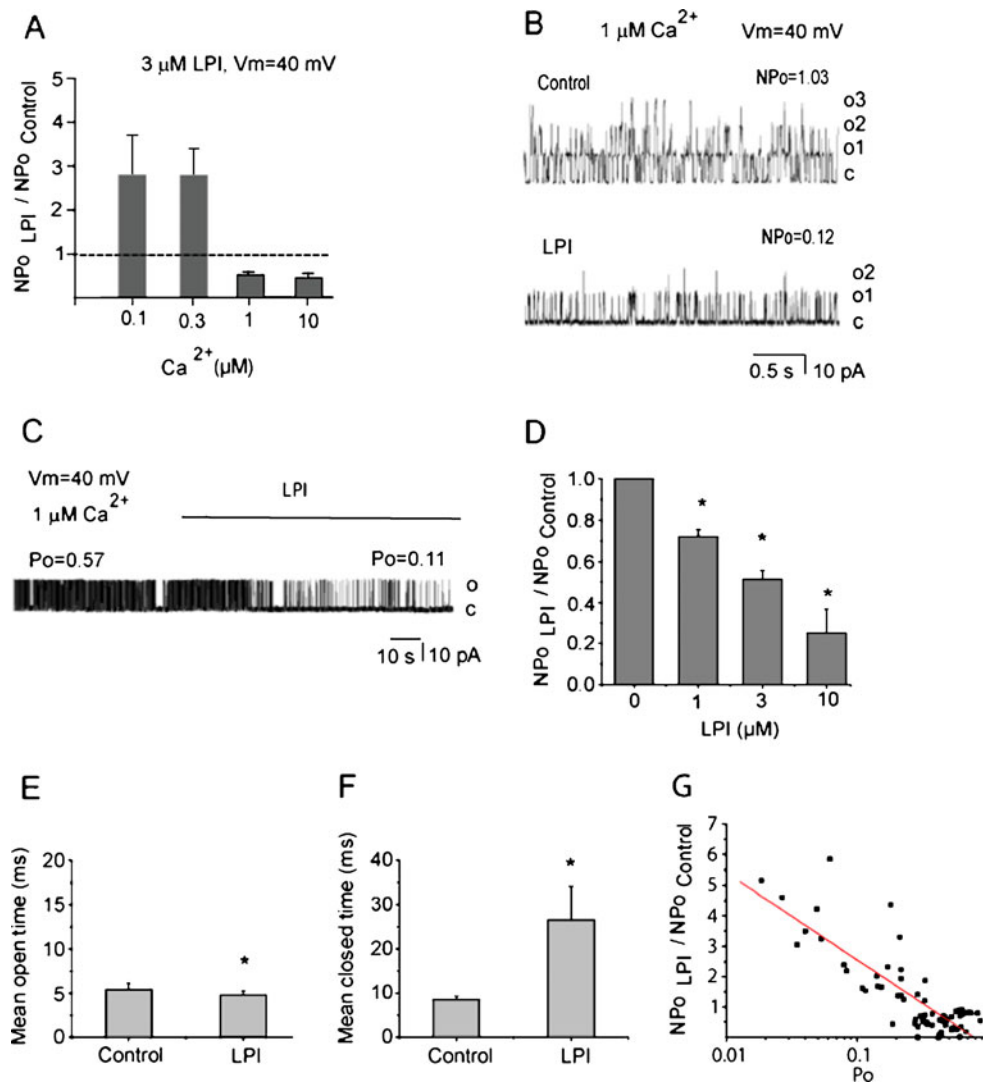 A
3 µM LPI, Vm=40 mV
NPo LPI / NPo Control
5
4
3
2
1
0.1 0.3 1 10
Ca 2+ (µM)
B
1 µM Ca2+ Vm=40 mV
Control NPo=1.03
o3
o2
o1
c
LPI NPo=0.12
o2
o1
c
0.5 s 10 pA
C
Vm=40 mV
1 µM Ca2+
LPI
Po=0.57 Po=0.11
o
c
10 s 10 pA
D
NPo LPI / NPo Control
1.0
0.8
0.6
0.4
0.2
0.0
* * *
0 1 3 10
LPI (µM)
E
Mean open time (ms)
20
15
10
5
0
*
Control LPI
F
Mean closed time (ms)
40
30
20
10
0
*
Control LPI
G
NPo LPI / NPo Control
7
6
5
4
3
2
1
0.01 0.1
Po